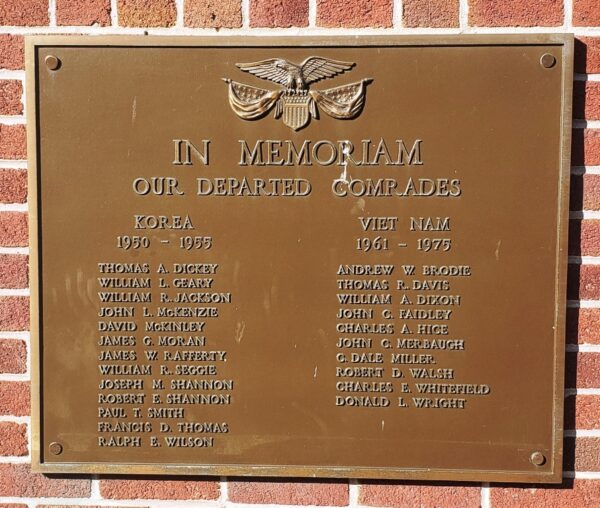 IN MEMORIAM
OUR DEPARTED COMRADES
KOREA
1950 - 1955
THOMAS A. DICKEY
WILLIAM L. GEARY
WILLIAM R. JACKSON
JOHN L. McKENZIE
DAVID McKINLEY
JAMES G. MORAN
JAMES W. RAFFERTY,
WILLIAM R. SEGGIE
JOSEPH M. SHANNON
ROBERT E. SHANNON
PAUL T. SMITH
FRANCIS D. THOMAS
RALPH E. WILSON
VIET NAM
1961 - 1975
ANDREW W. BRODIE
THOMAS R. DAVIS
WILLIAM A. DIXON
JOHN C. FAIDLEY
CHARLES A. HICE
JOHN C. MERBAUGH
C. DALE MILLER
ROBERT D. WALSH
CHARLES E. WHITEFIELD
DONALD L. WRIGHT